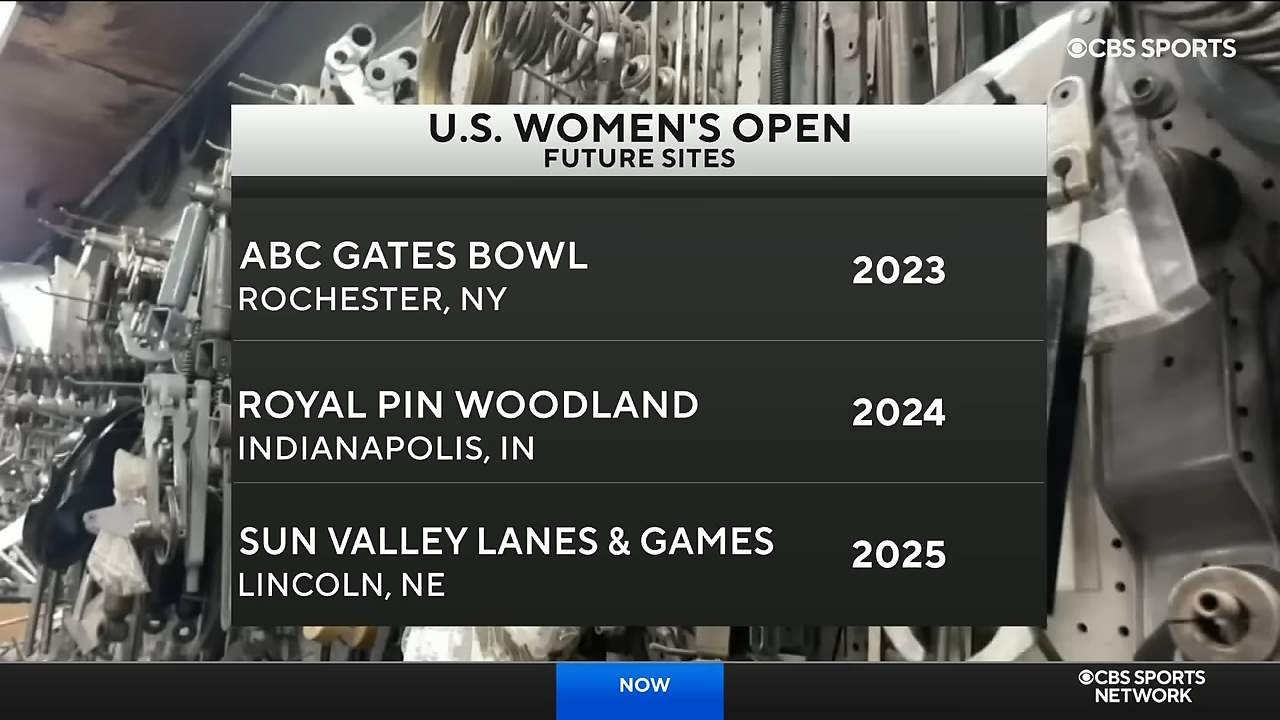 CBS SPORTS
U.S. WOMEN'S OPEN
FUTURE SITES
ABC GATES BOWL
ROCHESTER, NY
2023
ROYAL PIN WOODLAND
INDIANAPOLIS, IN
2024
SUN VALLEY LANES & GAMES
LINCOLN, NE
2025
NOW
CBS SPORTS
NETWORK